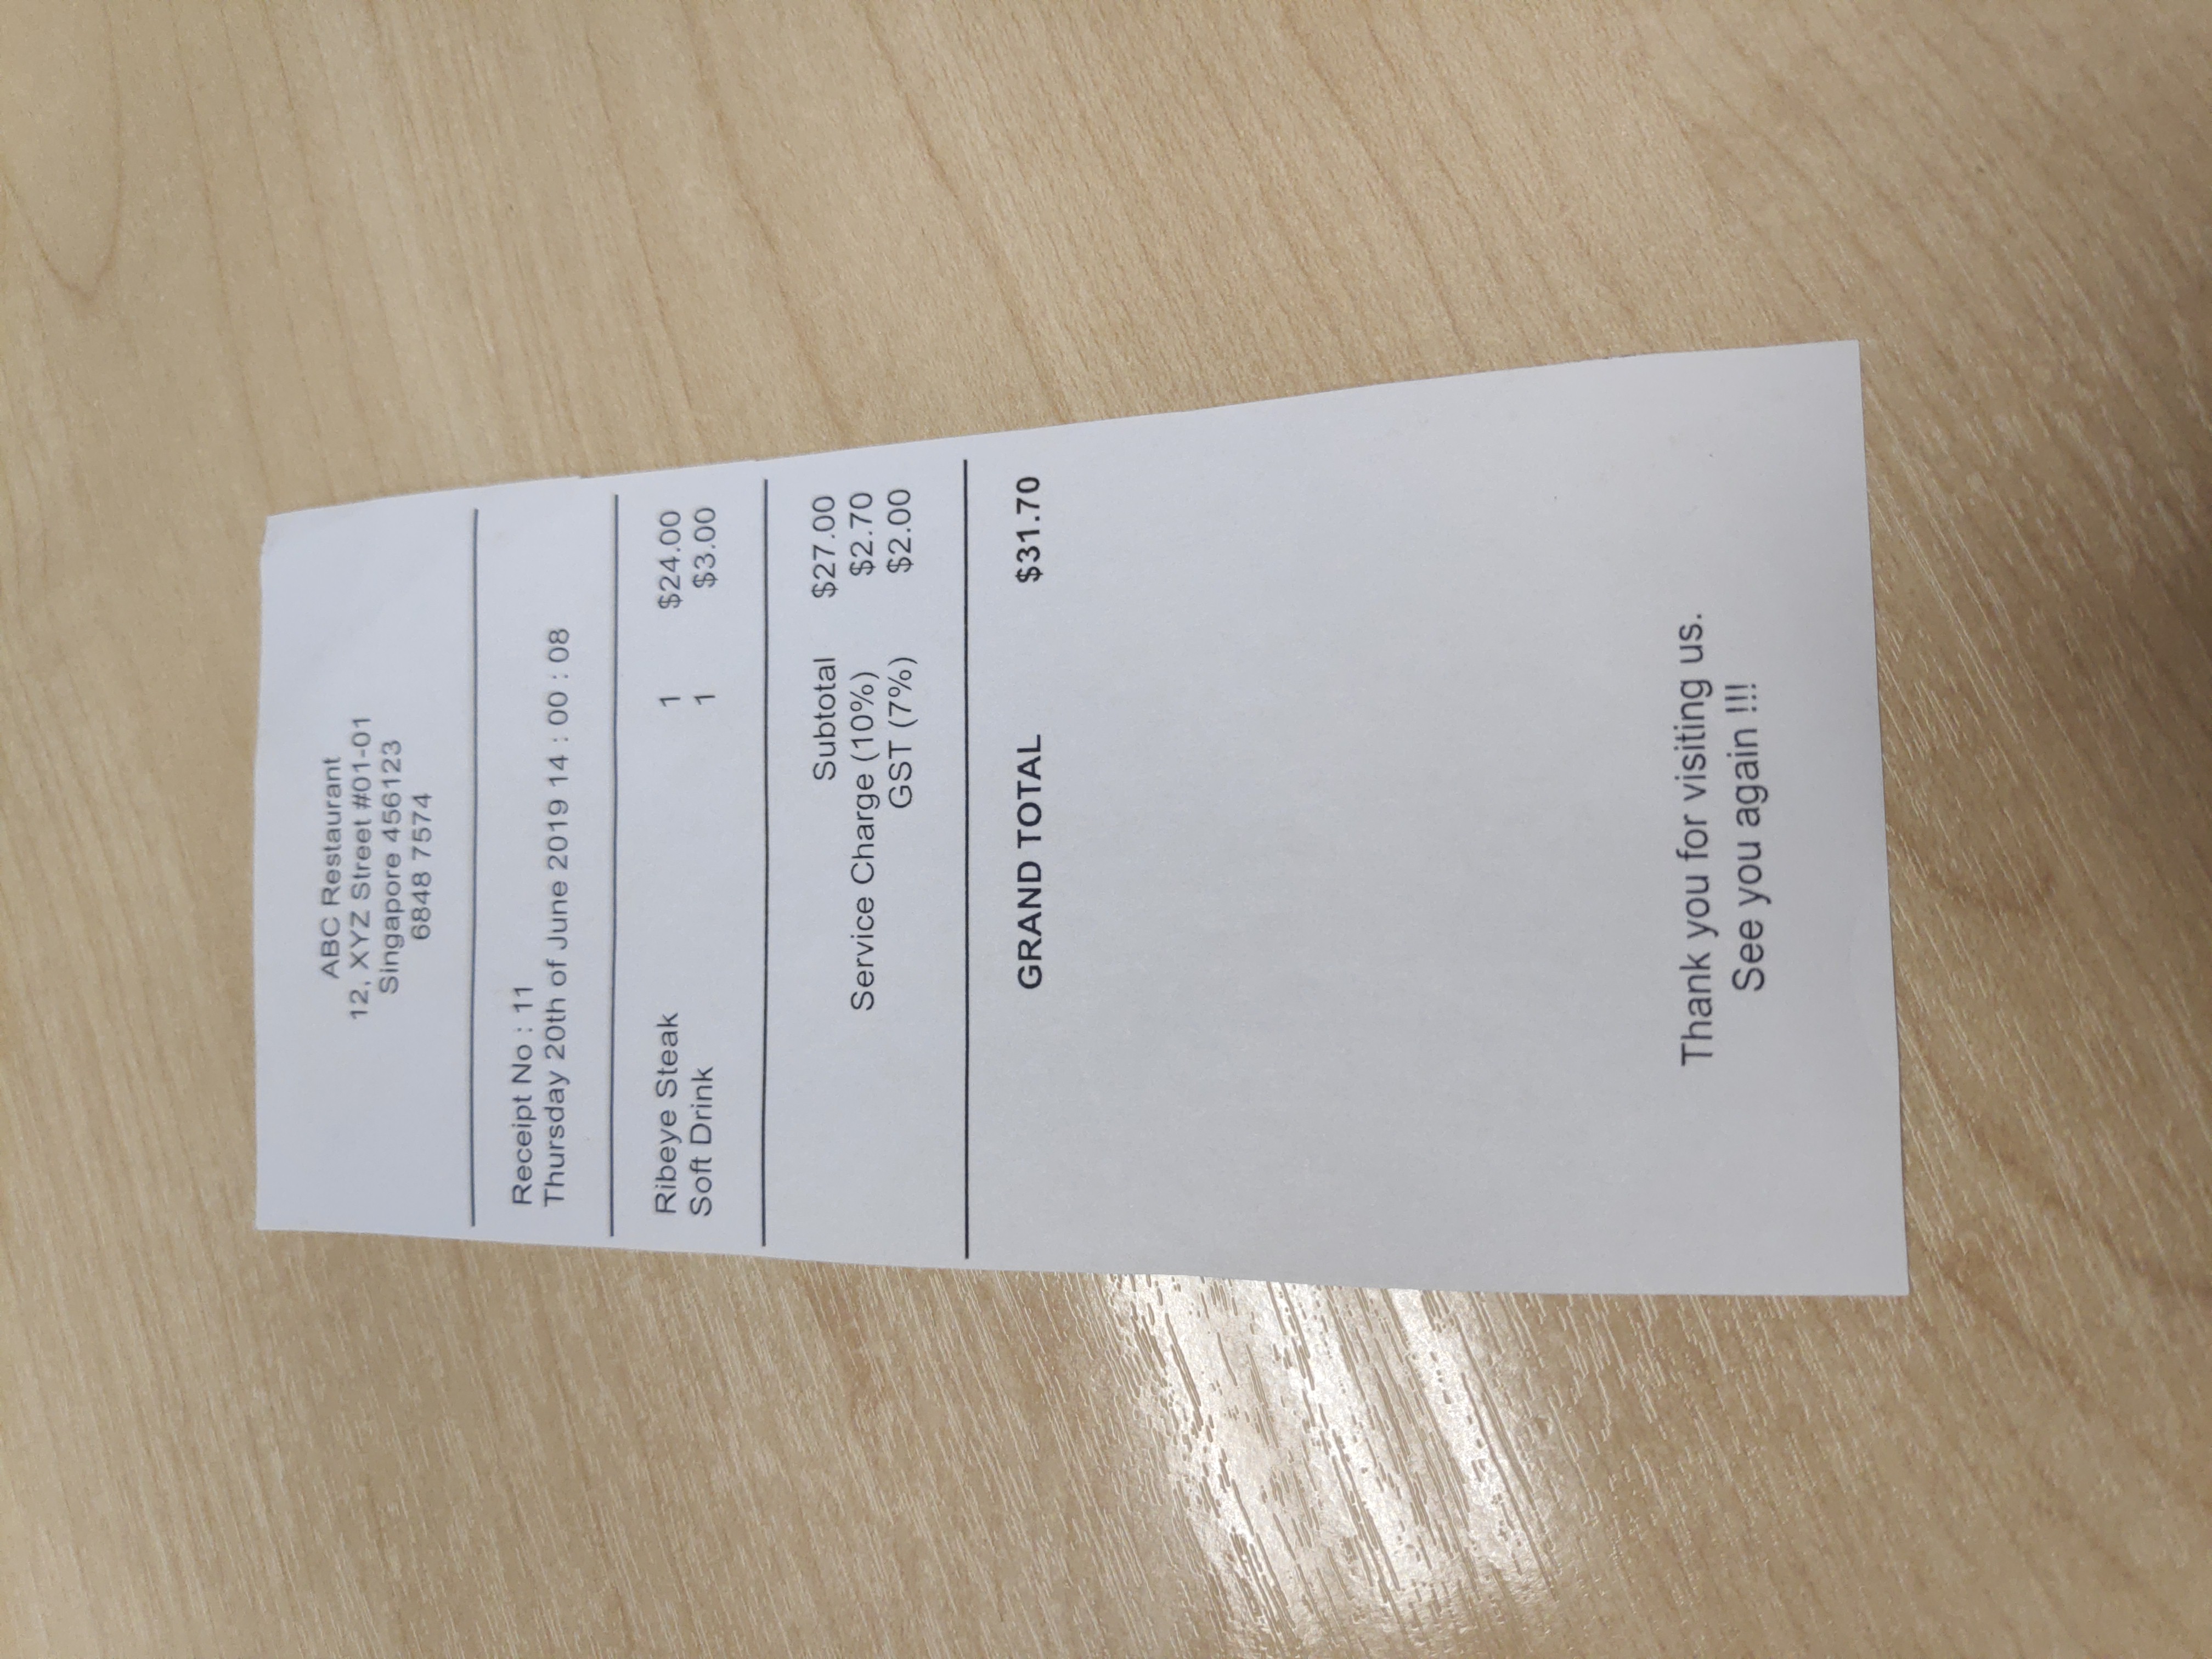 ABC Restaurant
12, XYZ Street #01-01
Singapore 456123
6848 7574
Receipt No : 11
Thursday 20th of June 2019 14 : 00 : 08
Ribeye Steak 1 $24.00
Soft Drink 1 $3.00
Subtotal $27.00
Service Charge (10%) $2.70
GST (7%) $2.00
GRAND TOTAL $31.70
Thank you for visiting us.
See you again !!!